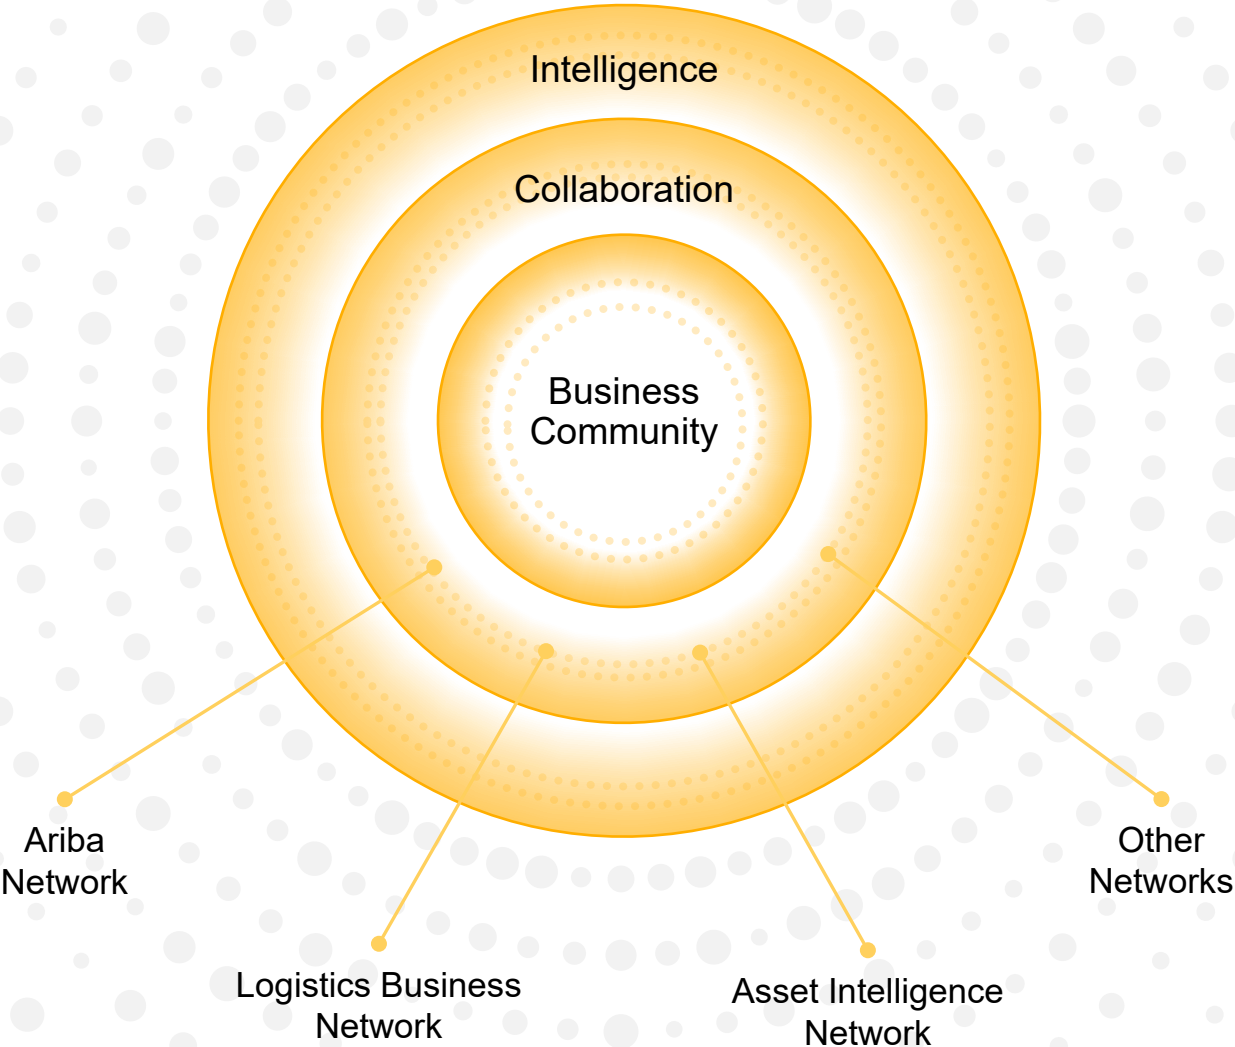 Intelligence
Collaboration
Business
Community
Ariba
Network
Other
Networks
Logistics Business
Network
Asset Intelligence
Network